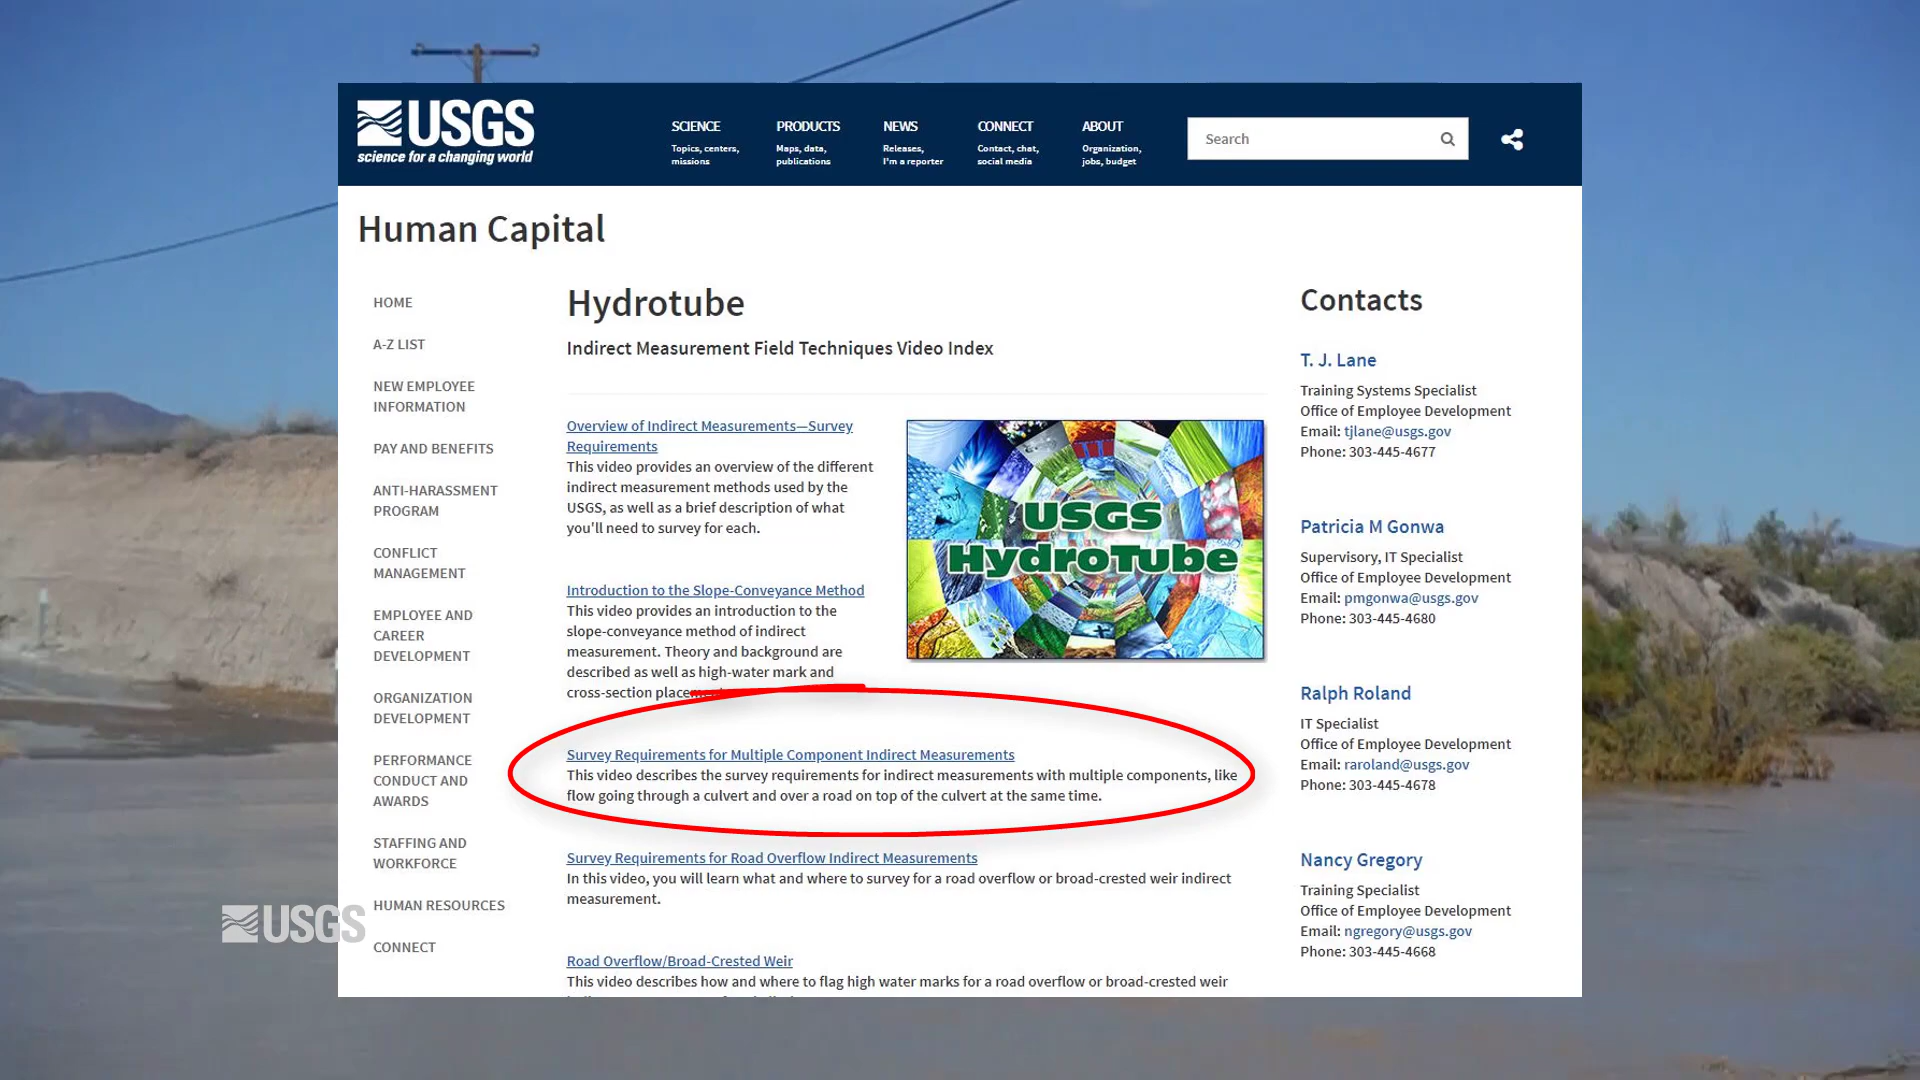 USGS
science for a changing world
SCIENCE
Topics, centers,
missions
PRODUCTS
Maps, data,
publications
NEWS
Releases,
I'm a reporter
CONNECT
Contact, chat,
social media
ABOUT
Organization,
jobs, budget
Search
Human Capital
HOME
A-Z LIST
NEW EMPLOYEE
INFORMATION
PAY AND BENEFITS
ANTI-HARASSMENT
PROGRAM
CONFLICT
MANAGEMENT
EMPLOYEE AND
CAREER
DEVELOPMENT
ORGANIZATION
DEVELOPMENT
PERFORMANCE
CONDUCT AND
AWARDS
STAFFING AND
WORKFORCE
HUMAN RESOURCES
CONNECT
Hydrotube
Indirect Measurement Field Techniques Video Index
Overview of Indirect Measurements—Survey
Requirements
This video provides an overview of the different
indirect measurement methods used by the
USGS, as well as a brief description of what
you'll need to survey for each.
USGS
HydroTube
Introduction to the Slope-Conveyance Method
This video provides an introduction to the
slope-conveyance method of indirect
measurement. Theory and background are
described as well as high-water mark and
cross-section
Survey Requirements for Multiple Component Indirect Measurements
This video describes the survey requirements for indirect measurements with multiple components, like
flow going through a culvert and over a road on top of the culvert at the same time.
Survey Requirements for Road Overflow Indirect Measurements
In this video, you will learn what and where to survey for a road overflow or broad-crested weir indirect
measurement.
Road Overflow/Broad-Crested Weir
This video describes how and where to flag high water marks for a road overflow or broad-crested weir
Contacts
T. J. Lane
Training Systems Specialist
Office of Employee Development
Email: tjlane@usgs.gov
Phone: 303-445-4677
Patricia M Gonwa
Supervisory, IT Specialist
Office of Employee Development
Email: pmgonwa@usgs.gov
Phone: 303-445-4680
Ralph Roland
IT Specialist
Office of Employee Development
Email: raroland@usgs.gov
Phone: 303-445-4678
Nancy Gregory
Training Specialist
Office of Employee Development
Email: ngregory@usgs.gov
Phone: 303-445-4668
USGS